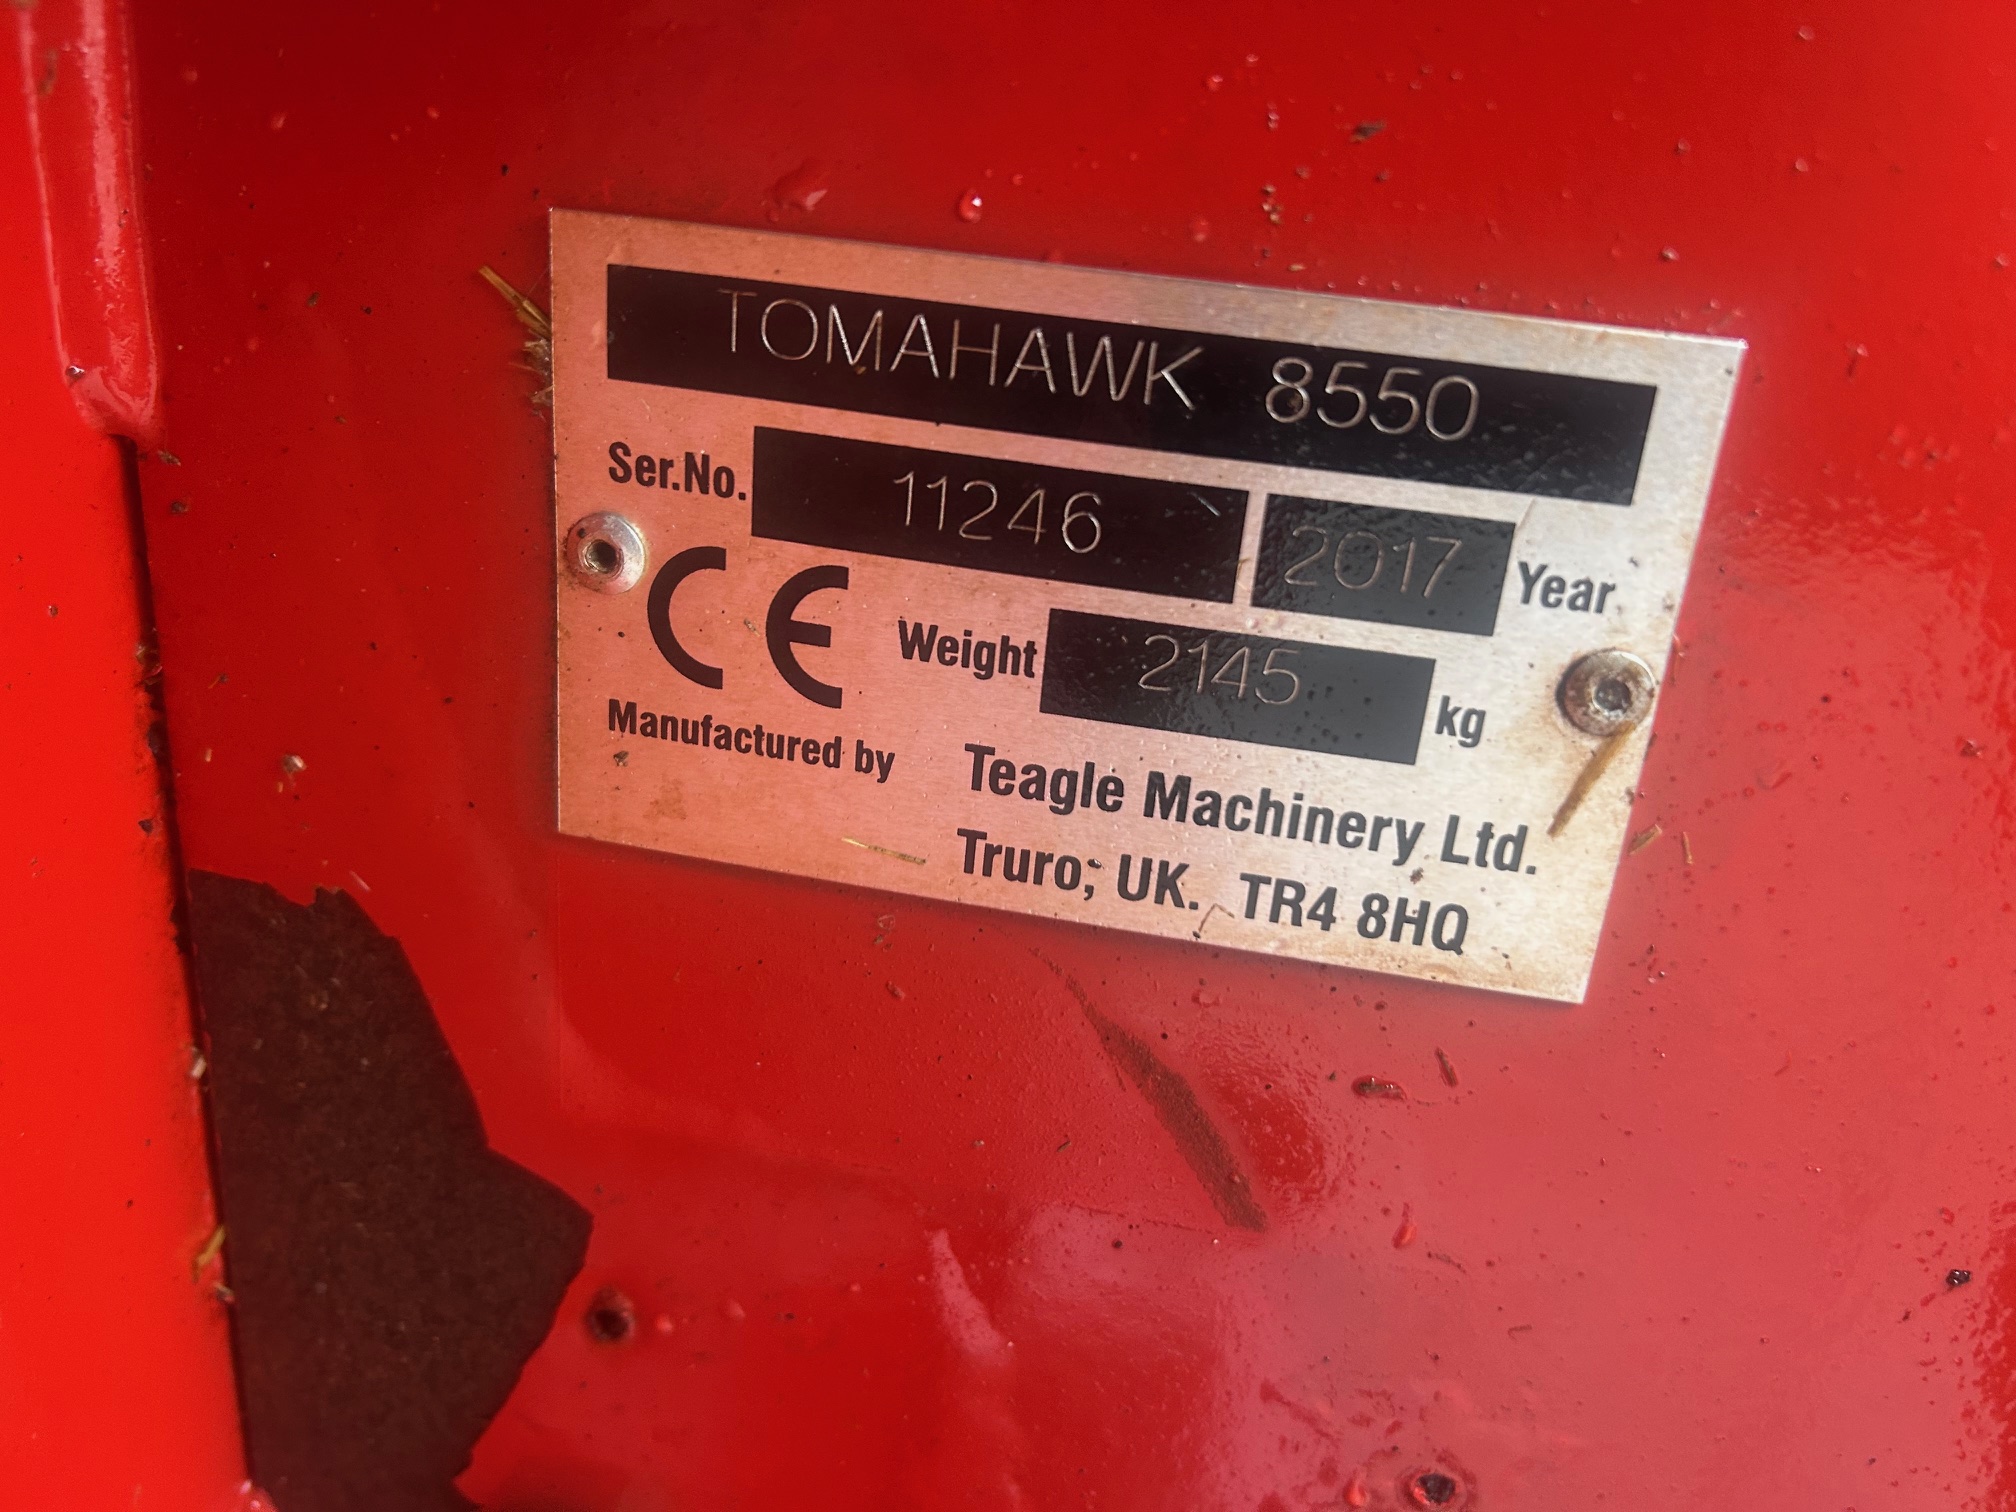 TOMAHAWK 8550
Ser.No. 11246 2017 Year
CE Weight 2145 kg
Manufactured by Teagle Machinery Ltd.
Truro, UK. TR4 8HQ